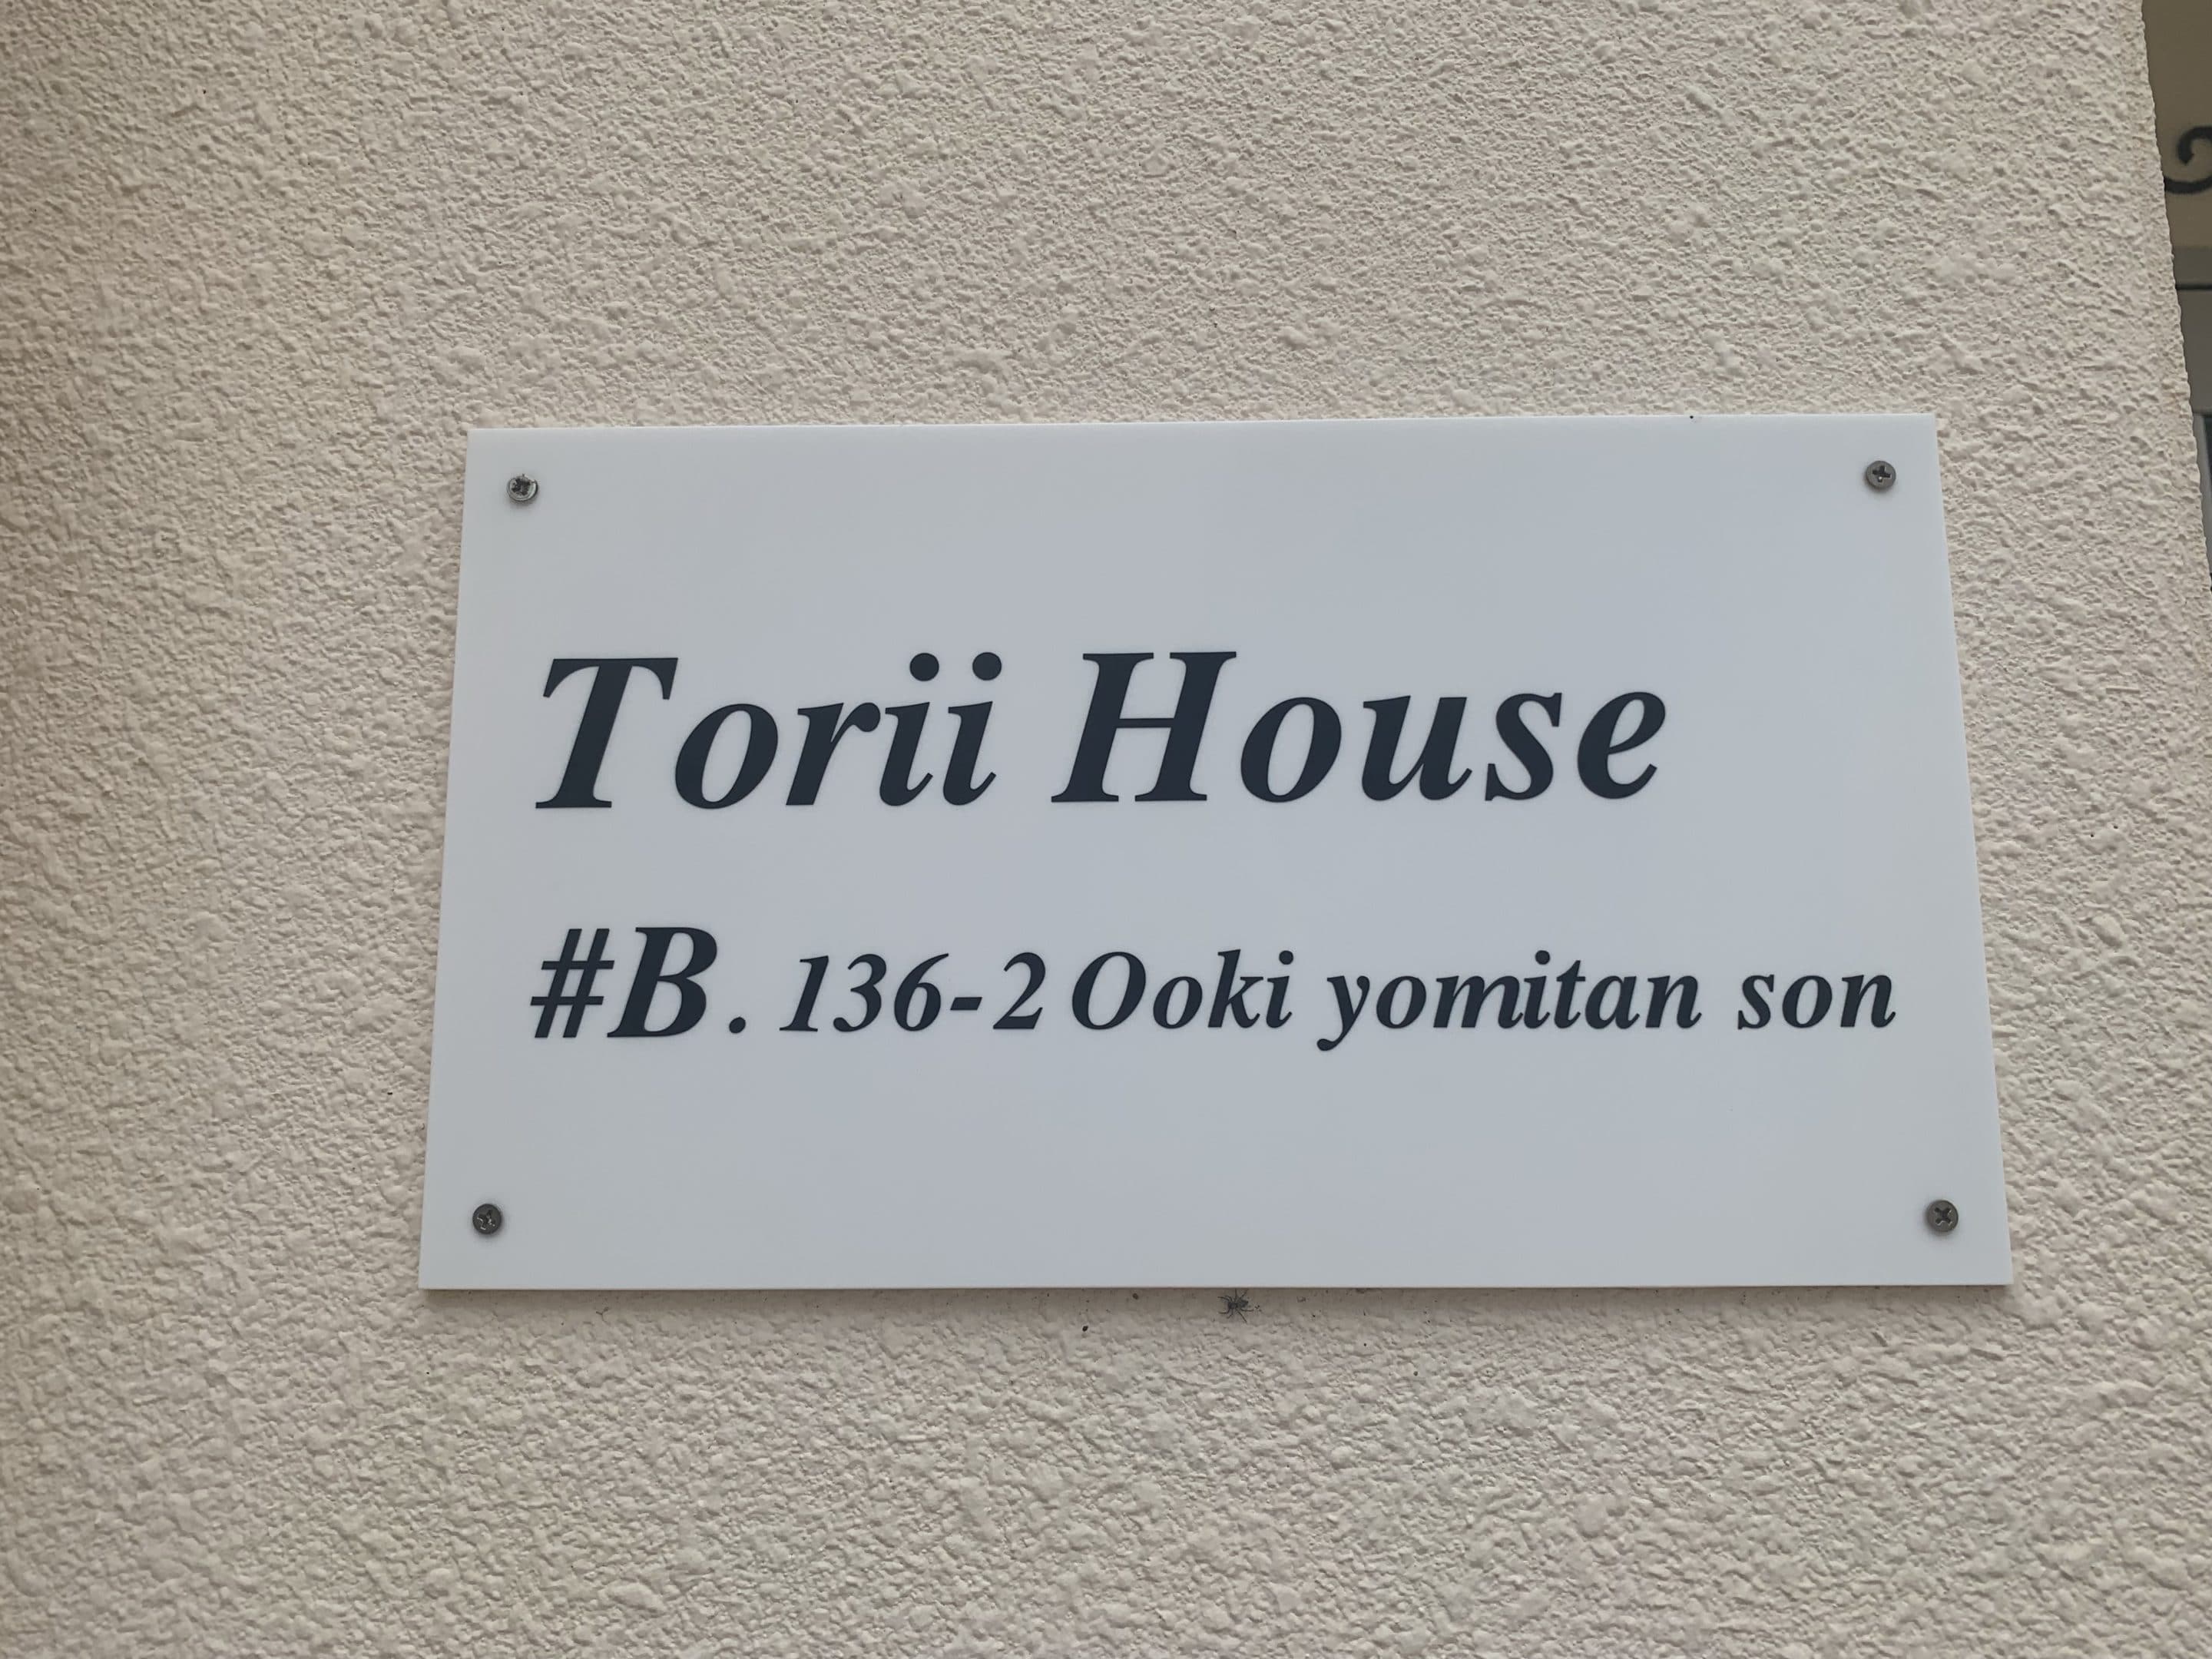 Torii House
#B. 136-2 Ooki yomitan son